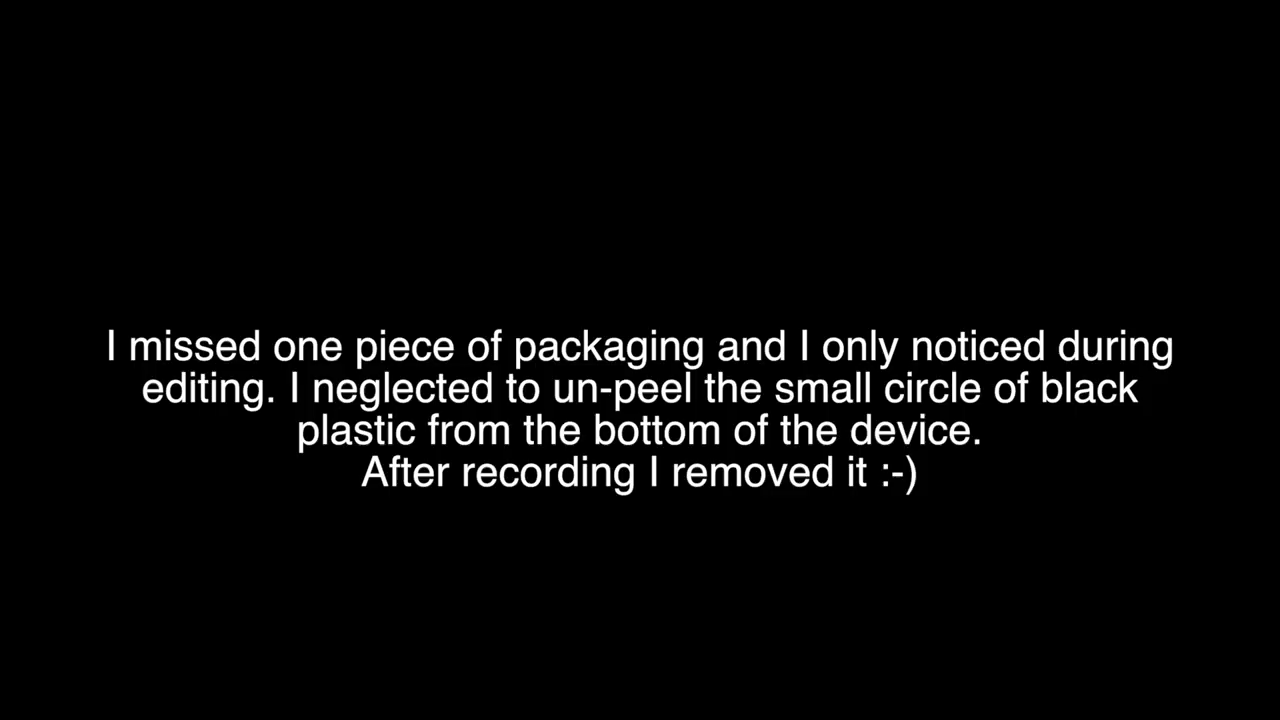 I missed one piece of packaging and I only noticed during
editing. I neglected to un-peel the small circle of black
plastic from the bottom of the device.
After recording I removed it :-)